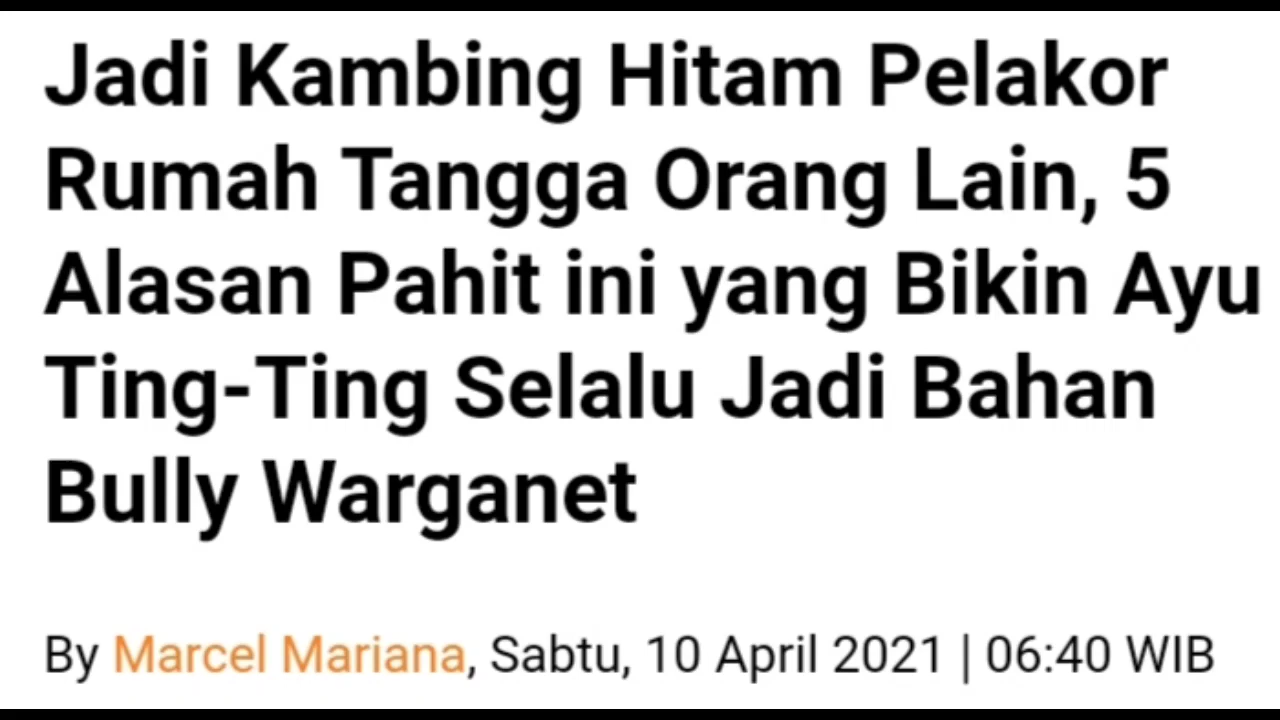 Jadi Kambing Hitam Pelakor
Rumah Tangga Orang Lain, 5
Alasan Pahit ini yang Bikin Ayu
Ting-Ting Selalu Jadi Bahan
Bully Warganet
By Marcel Mariana, Sabtu, 10 April 2021 | 06:40 WIB